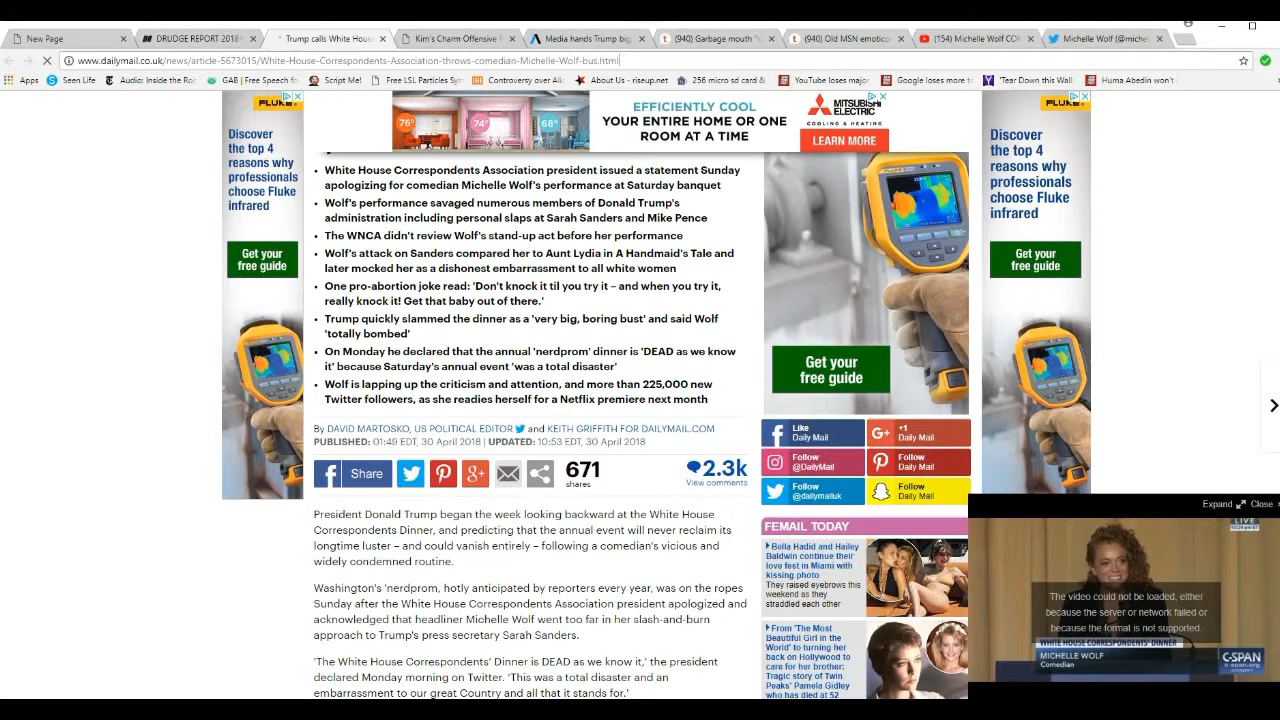 New Page
DRUDGE REPORT 2018
Trump calls White Hous
Kim's Charm Offensive
Media hands Trump big
(940) Garbage mouth "c
(940) Old MSN emoticon
(154) Michelle Wolf CO
Michelle Wolf (@miche
www.dailymail.co.uk/news/article-5673015/White-House-Correspondents-Association-throws-comedian-Michelle-Wolf-bus.html
Apps
Seen Life
Audio: Inside the Roo
GAB | Free Speech fo
Script Me!
Free LSL Particles Sys
Controversy over Alic
About us - riseup.net
256 micro sd card &
YouTube loses major
Google loses more to
'Tear Down this Wall'
Huma Abedin won't
FLUKE
Discover
the top 4
reasons why
professionals
choose Fluke
infrared
Get your
free guide
76°
74°
68°
EFFICIENTLY COOL
YOUR ENTIRE HOME OR ONE
ROOM AT A TIME
MITSUBISHI
ELECTRIC
COOLING & HEATING
LEARN MORE
FLUKE
Discover
the top 4
reasons why
professionals
choose Fluke
infrared
Get your
free guide
White House Correspondents Association president issued a statement Sunday
apologizing for comedian Michelle Wolf's performance at Saturday banquet
Wolf's performance savaged numerous members of Donald Trump's
administration including personal slaps at Sarah Sanders and Mike Pence
The WNCA didn't review Wolf's stand-up act before her performance
Wolf's attack on Sanders compared her to Aunt Lydia in A Handmaid's Tale and
later mocked her as a dishonest embarrassment to all white women
One pro-abortion joke read: 'Don't knock it til you try it – and when you try it,
really knock it! Get that baby out of there.'
Trump quickly slammed the dinner as a 'very big, boring bust' and said Wolf
'totally bombed'
On Monday he declared that the annual 'nerdprom' dinner is 'DEAD as we know
it' because Saturday's annual event 'was a total disaster'
Wolf is lapping up the criticism and attention, and more than 225,000 new
Twitter followers, as she readies herself for a Netflix premiere next month
By DAVID MARTOSKO, US POLITICAL EDITOR and KEITH GRIFFITH FOR DAILYMAIL.COM
PUBLISHED: 01:49 EDT, 30 April 2018 | UPDATED: 10:53 EDT, 30 April 2018
Share
671
shares
2.3k
View comments
President Donald Trump began the week looking backward at the White House
Correspondents Dinner, and predicting that the annual event will never reclaim its
longtime luster – and could vanish entirely – following a comedian's vicious and
widely condemned routine.
Washington's 'nerdprom, hotly anticipated by reporters every year, was on the ropes
Sunday after the White House Correspondents Association president apologized and
acknowledged that headliner Michelle Wolf went too far in her slash-and-burn
approach to Trump's press secretary Sarah Sanders.
'The White House Correspondents' Dinner is DEAD as we know it,' the president
declared Monday morning on Twitter. 'This was a total disaster and an
embarrassment to our great Country and all that it stands for.'
Get your
free guide
Like
Daily Mail
+1
Daily Mail
Follow
@DailyMail
Follow
Daily Mail
Follow
@dailymailuk
Follow
Daily Mail
FEMAIL TODAY
Bella Hadid and Hailey
Baldwin continue their
love fest in Miami with
kissing photo
They raised eyebrows this
weekend as they
straddled each other
From 'The Most
Beautiful Girl in the
World' to turning her
back on Hollywood to
care for her brother:
Tragic story of Twin
Peaks' Pamela Gidley
who has died at 52
Expand
Close
LIVE
The video could not be loaded, either
because the server or network failed or
because the format is not supported.
WHITE HOUSE CORRESPONDENTS' DINNER
MICHELLE WOLF
Comedian
C-SPAN
c-span.org